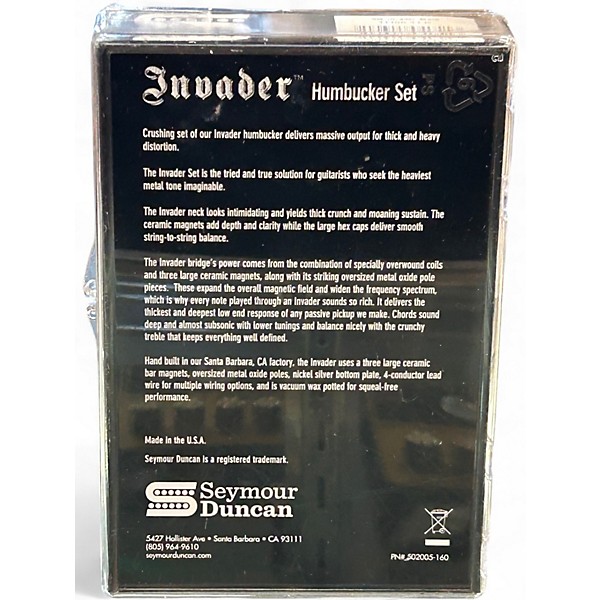 Invader™ Humbucker Set
Crushing set of our Invader humbucker delivers massive output for thick and heavy
distortion.
The Invader Set is the tried and true solution for guitarists who seek the heaviest
metal tone imaginable.
The Invader neck looks intimidating and yields thick crunch and moaning sustain. The
ceramic magnets add depth and clarity while the large hex caps deliver smooth
string-to-string balance.
The Invader bridge's power comes from the combination of specially overwound coils
and three large ceramic magnets, along with its striking oversized metal oxide pole
pieces. These expand the overall magnetic field and widen the frequency spectrum,
which is why every note played through an Invader sounds so rich. It delivers the
thickest and deepest low end response of any passive pickup we make. Chords sound
deep and almost subsonic with lower tunings and balance nicely with the crunchy
treble that keeps everything well defined.
Hand built in our Santa Barbara, CA factory, the Invader uses a three large ceramic
bar magnets, oversized metal oxide poles, nickel silver bottom plate, 4-conductor lead
wire for multiple wiring options, and is vacuum wax potted for squeal-free
performance.
Made in the U.S.A.
Seymour Duncan is a registered trademark.
Seymour
Duncan
5427 Hollister Ave • Santa Barbara • CA 93111
(805) 964-9610
seymourduncan.com
PN# 502005-160
PS
6